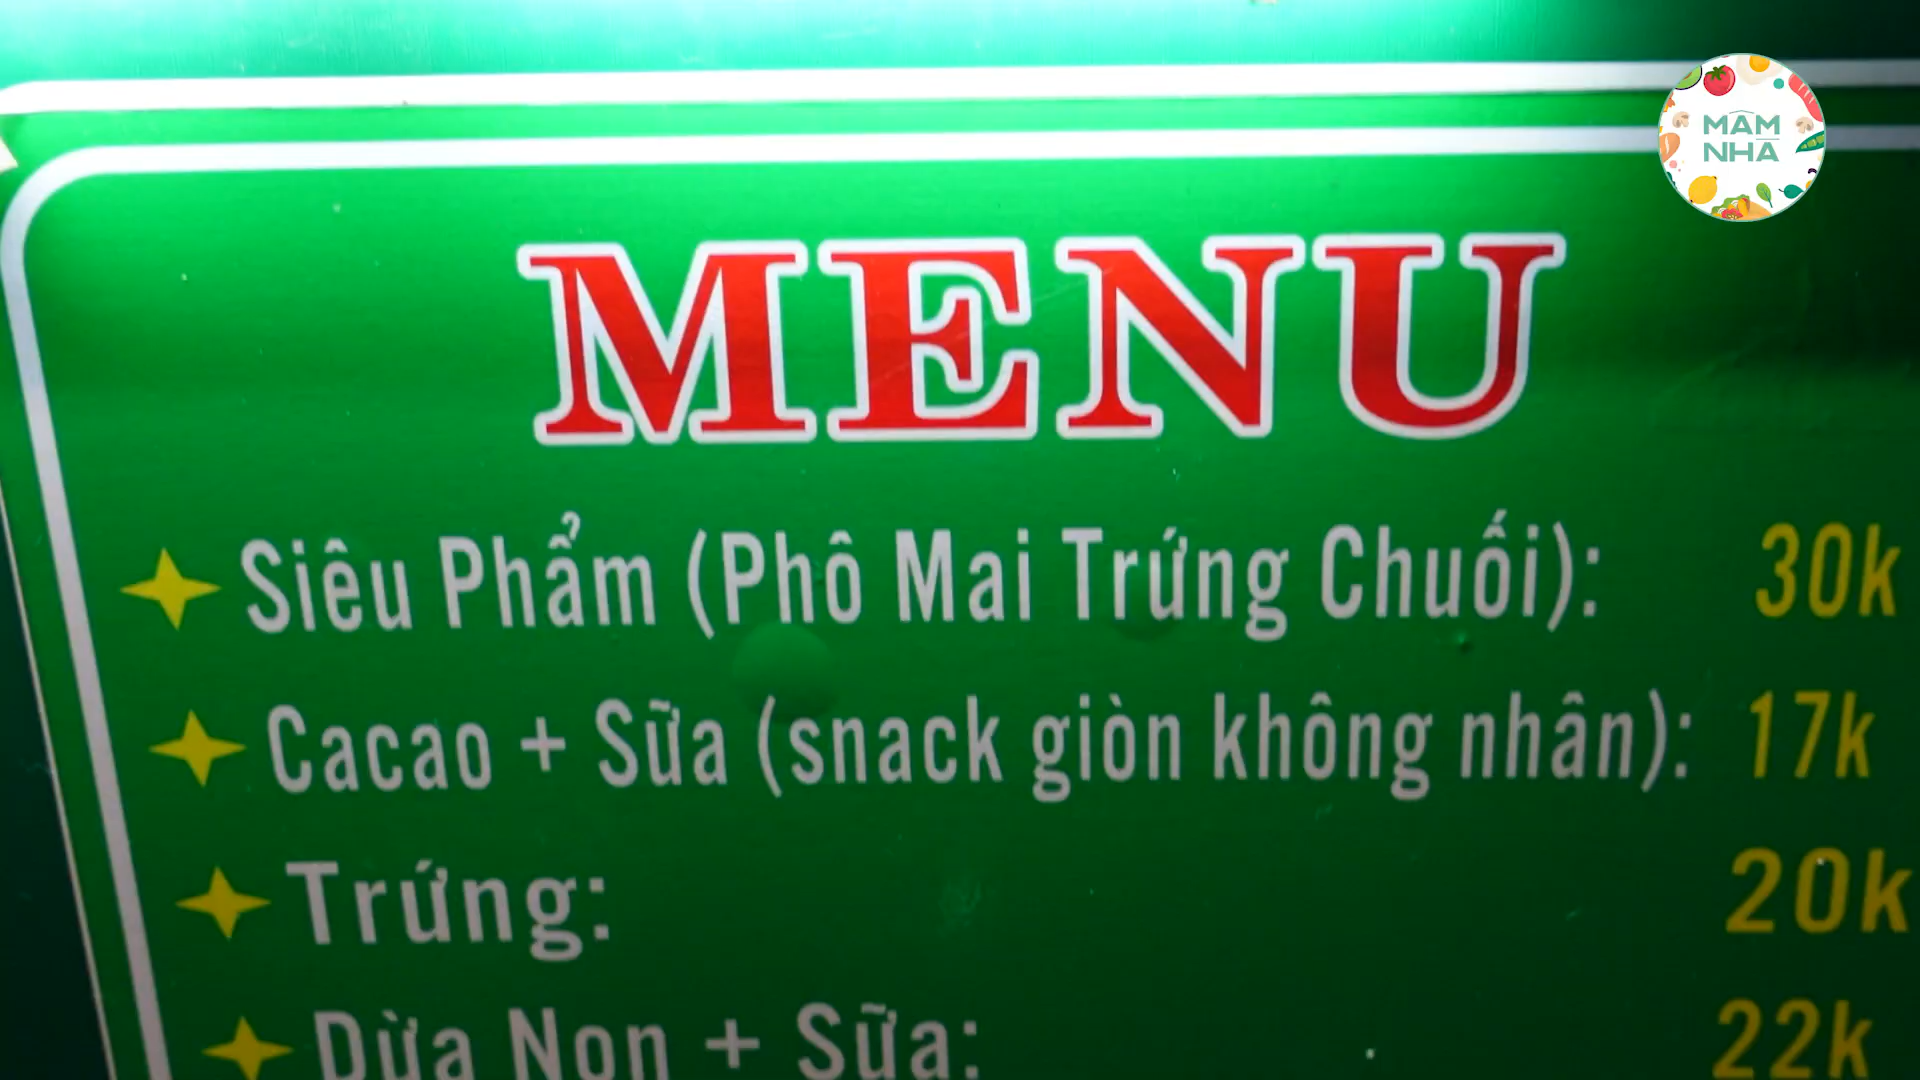 MÂM
NHÀ
MENU
Siêu Phẩm (Phô Mai Trứng Chuối): 30k
Cacao + Sữa (snack giòn không nhân): 17k
Trứng: 20k
Dừa Non + Sữa: 22k